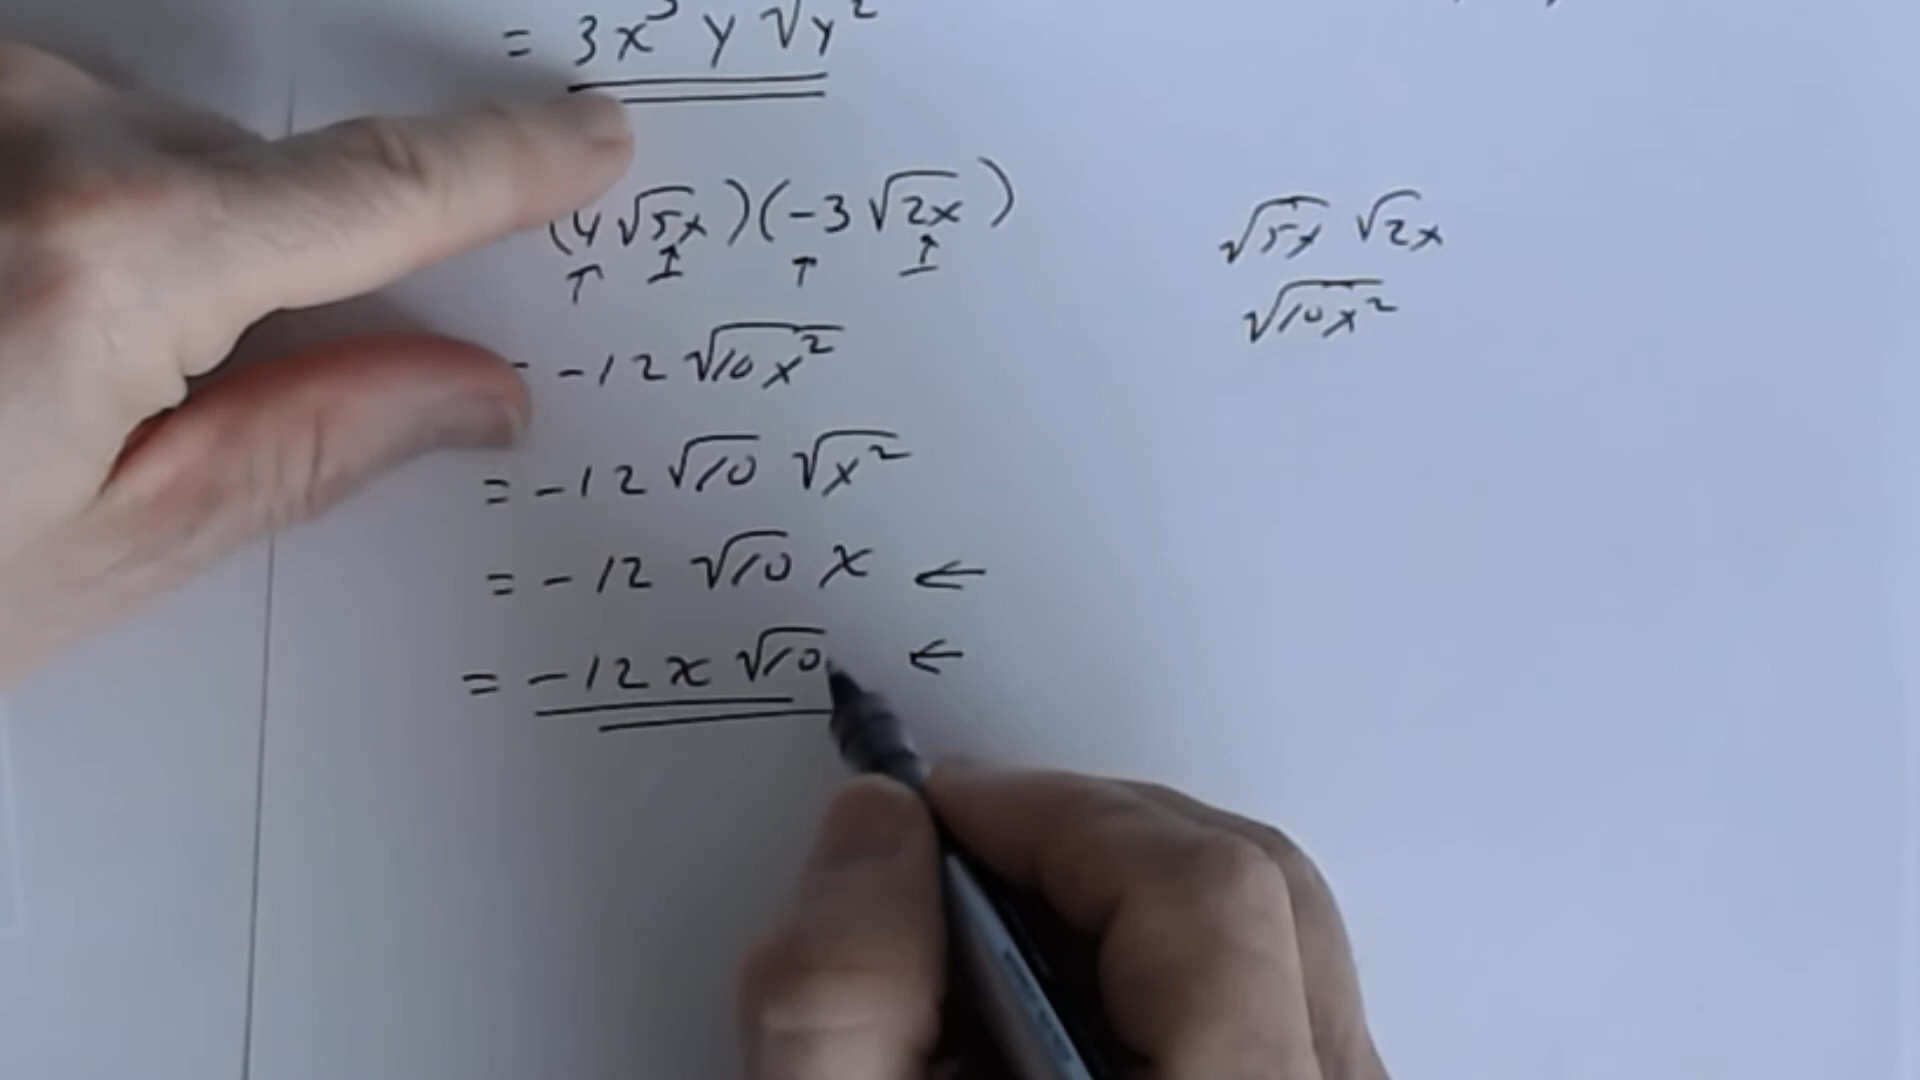 = 3x³ y √y²
(4√5x)(-3√2x)
√5x √2x
√10x²
= -12√10x²
= -12√10 √x²
= -12 √10 x ←
= -12x√10 ←